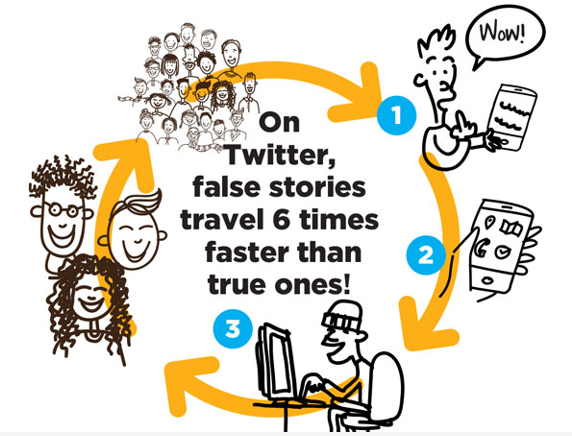 Wow!
1
On
Twitter,
false stories
travel 6 times
faster than
true ones!
2
3